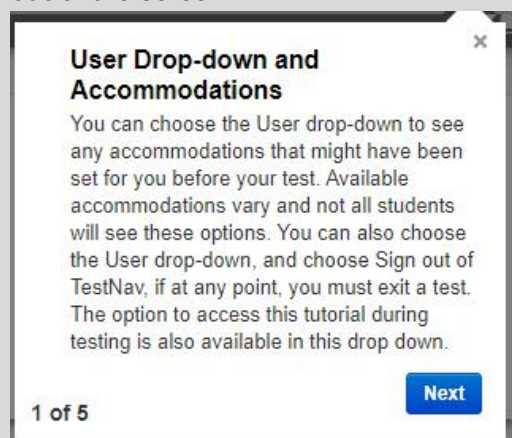 ×
User Drop-down and
Accommodations
You can choose the User drop-down to see
any accommodations that might have been
set for you before your test. Available
accommodations vary and not all students
will see these options. You can also choose
the User drop-down, and choose Sign out of
TestNav, if at any point, you must exit a test.
The option to access this tutorial during
testing is also available in this drop down.
Next
1 of 5